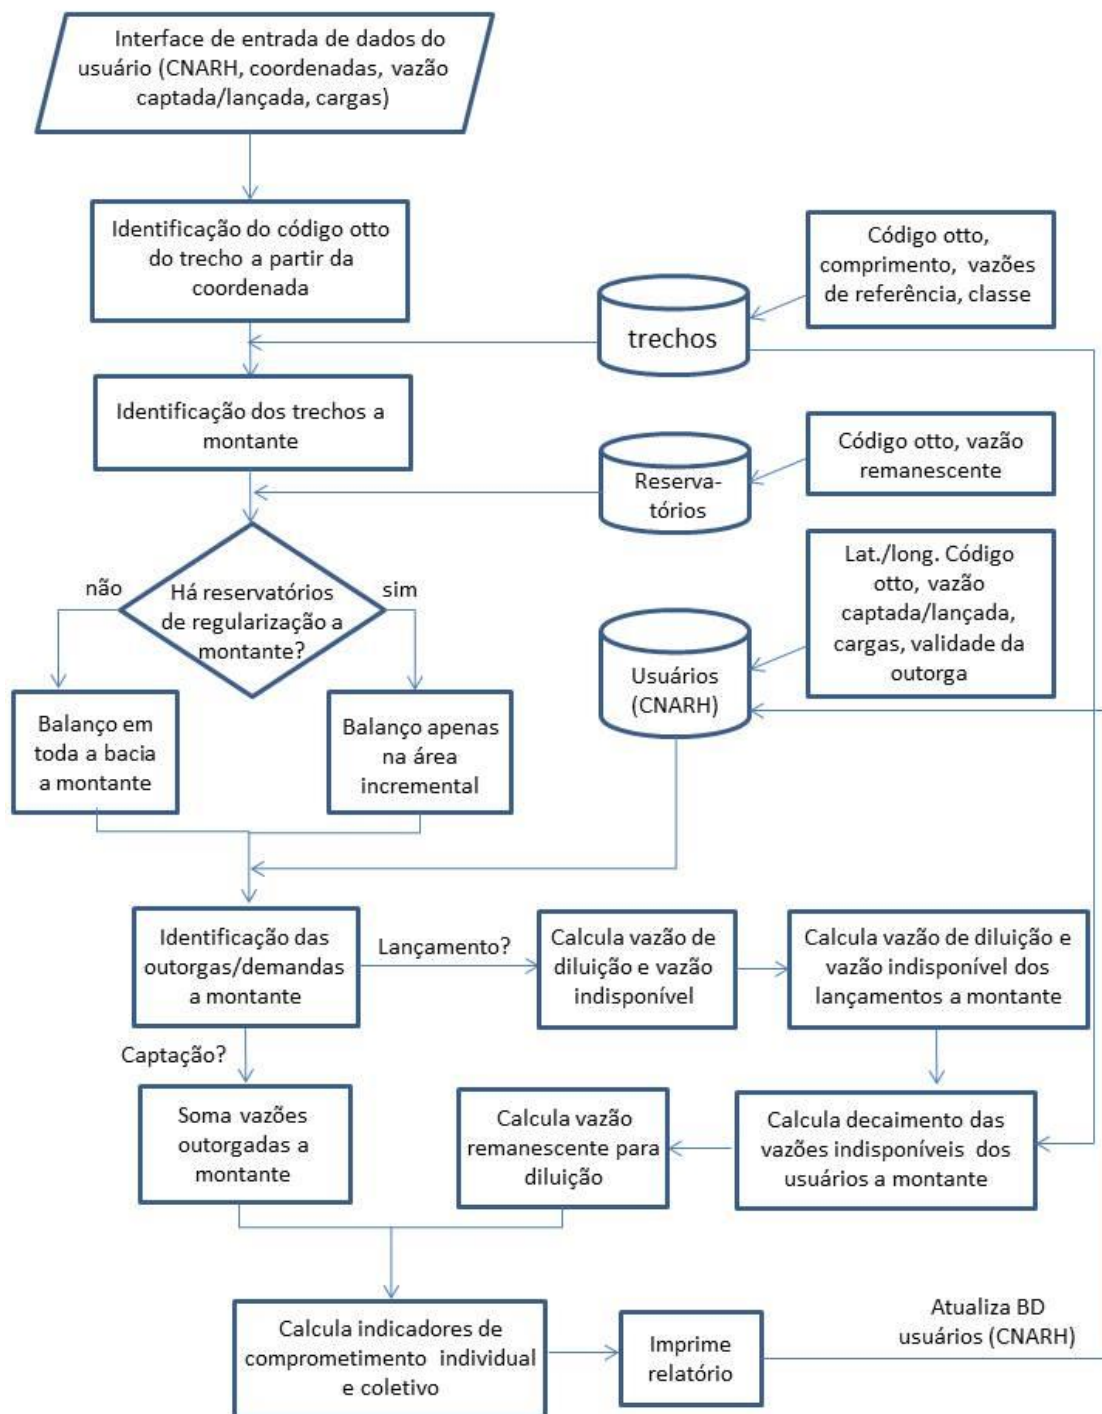 Interface de entrada de dados do
usuário (CNARH, coordenadas, vazão
captada/lançada, cargas)
Identificação do código otto
do trecho a partir da
coordenada
Código otto,
comprimento, vazões
de referência, classe
trechos
Identificação dos trechos a
montante
Código otto, vazão
remanescente
Reserva-
tórios
Lat./long. Código
otto, vazão
captada/lançada,
cargas, validade da
outorga
não
sim
Há reservatórios
de regularização a
montante?
Usuários
(CNARH)
Balanço em
toda a bacia
a montante
Balanço apenas
na área
incremental
Identificação das
outorgas/demandas
a montante
Lançamento?
Calcula vazão de
diluição e vazão
indisponível
Calcula vazão de diluição e
vazão indisponível dos
lançamentos a montante
Captação?
Soma vazões
outorgadas a
montante
Calcula vazão
remanescente para
diluição
Calcula decaimento das
vazões indisponíveis dos
usuários a montante
Calcula indicadores de
comprometimento individual
e coletivo
Imprime
relatório
Atualiza BD
usuários (CNARH)